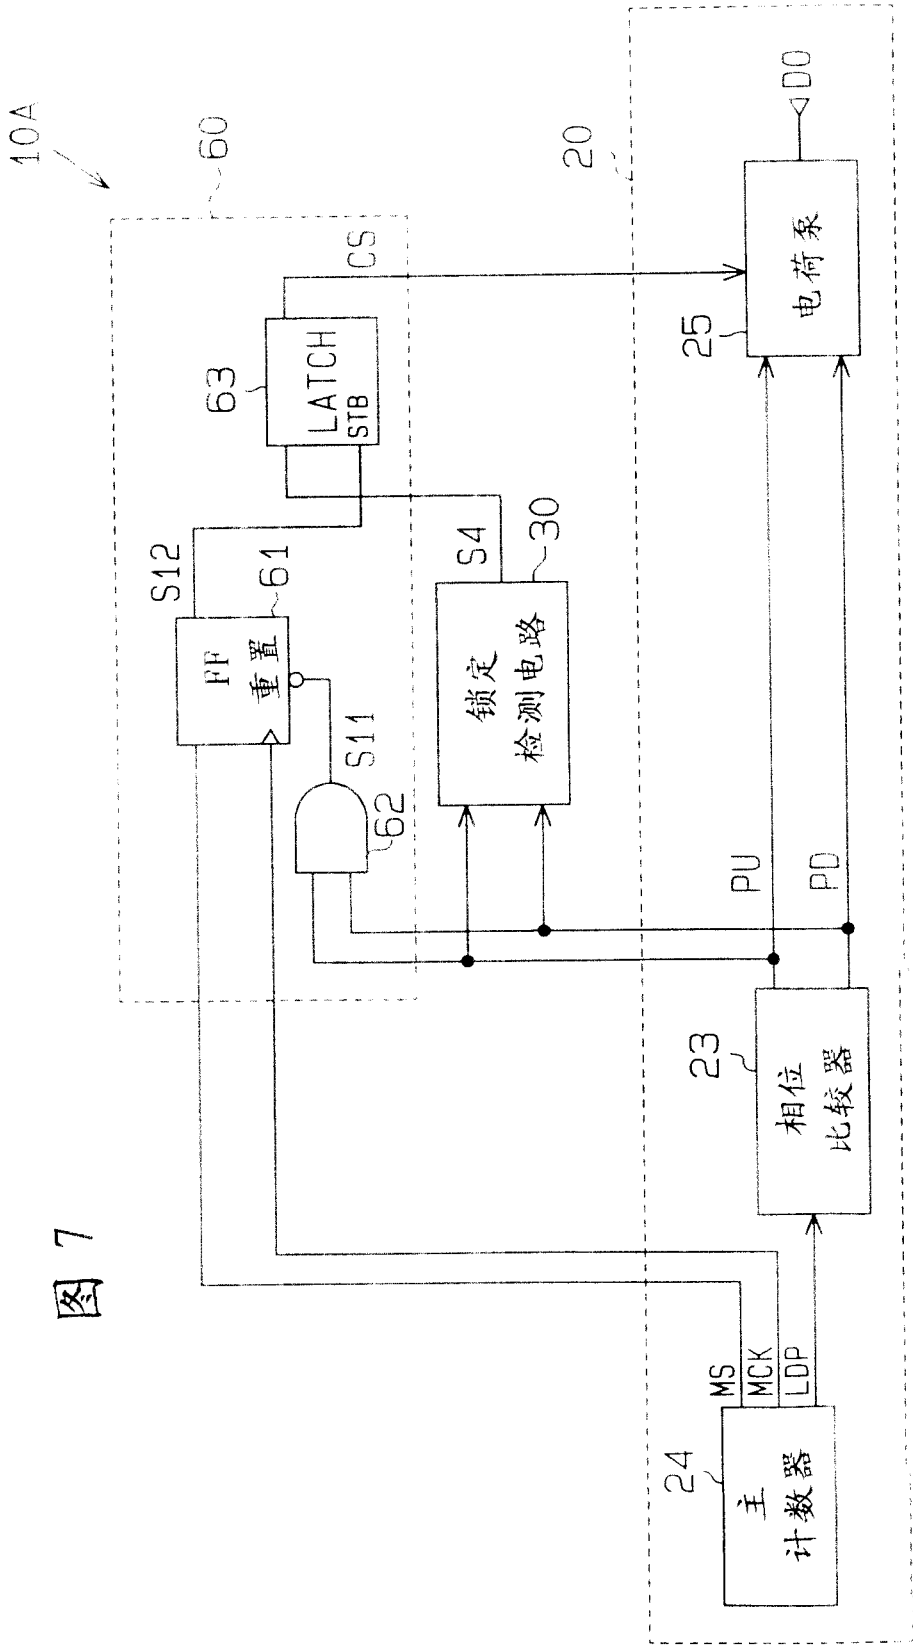 图 7
10A
60
S12
61
FF
重置
63
LATCH
STB
CS
S11
62
S4
30
锁定
检测电路
20
24
主
计数器
MS
MCK
LDP
23
相位
比较器
PU
PD
25
电荷泵
DO